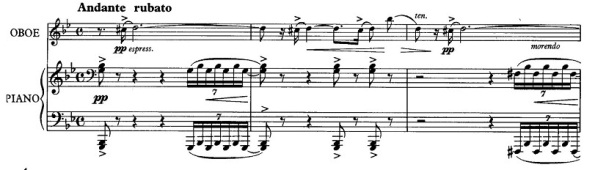 Andante rubato
ten.
OBOE
pp espress.
pp
morendo
PIANO
pp
7
7
7
7